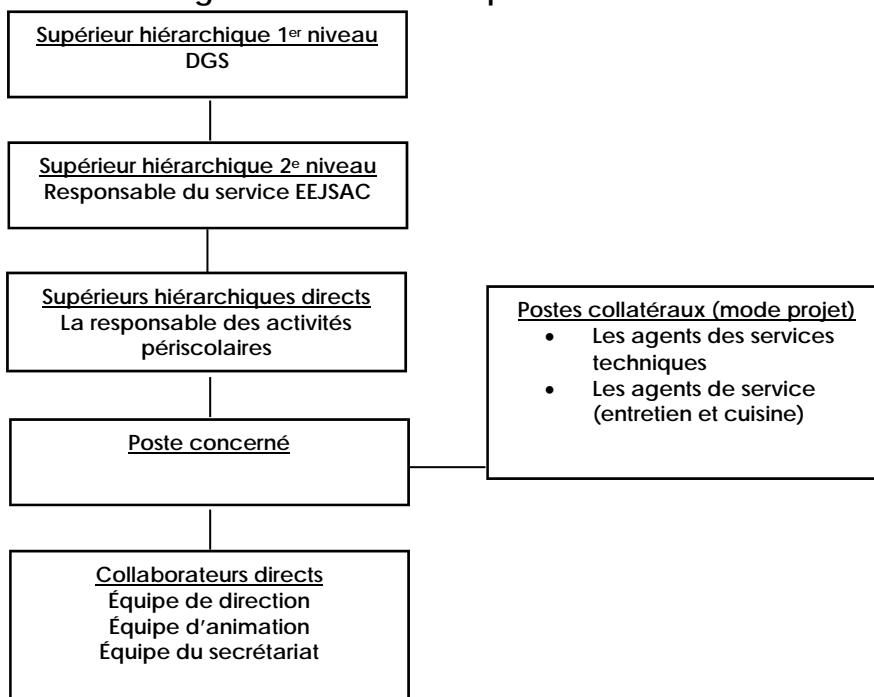 Supérieur hiérarchique 1er niveau
DGS
Supérieur hiérarchique 2e niveau
Responsable du service EEJSAC
Supérieurs hiérarchiques directs
La responsable des activités
périscolaires
Postes collatéraux (mode projet)
• Les agents des services
techniques
• Les agents de service
(entretien et cuisine)
Poste concerné
Collaborateurs directs
Équipe de direction
Équipe d'animation
Équipe du secrétariat